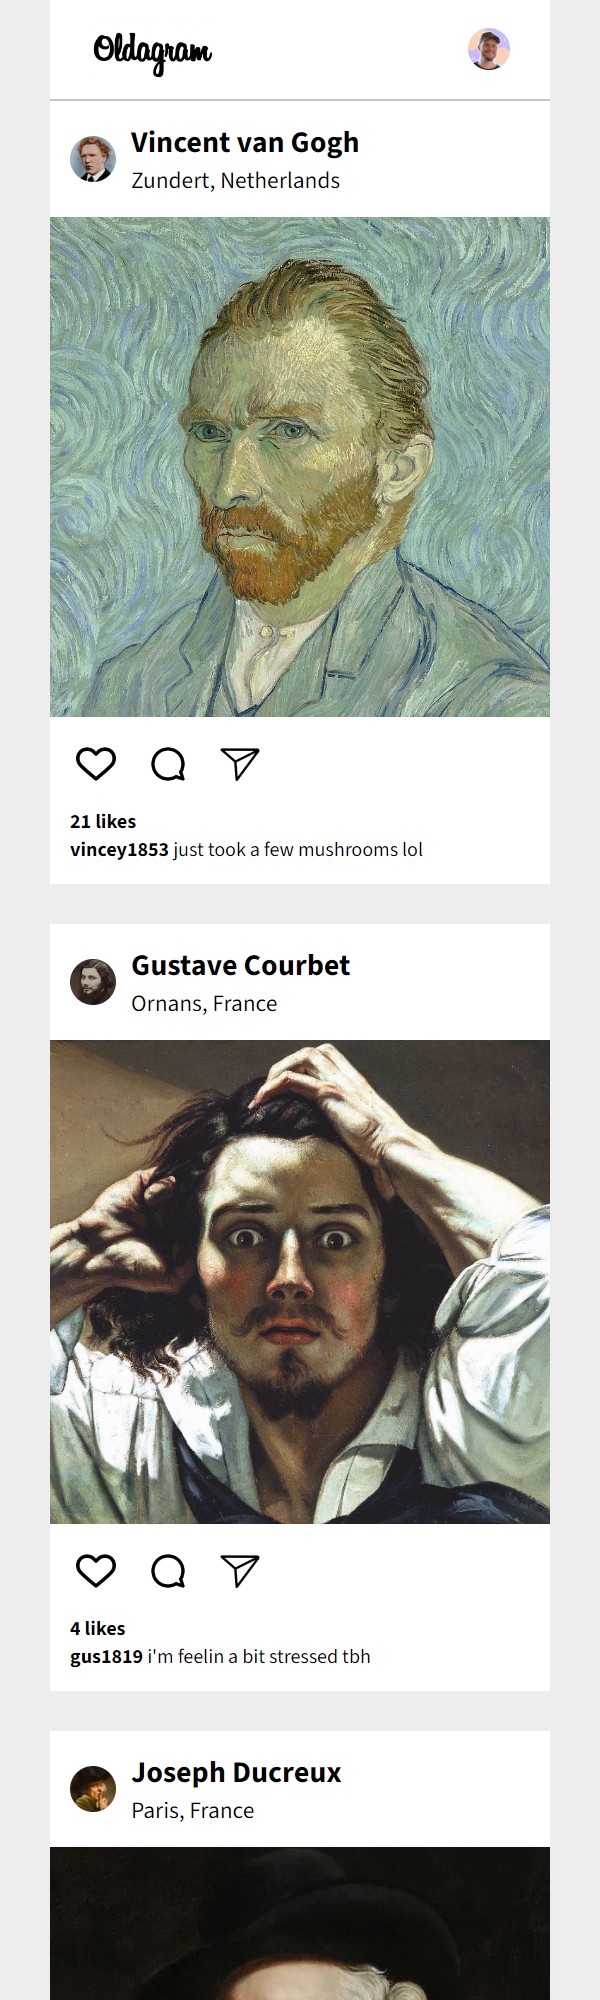 Oldagram
Vincent van Gogh
Zundert, Netherlands
21 likes
vincey1853 just took a few mushrooms lol
Gustave Courbet
Ornans, France
4 likes
gus1819 i'm feelin a bit stressed tbh
Joseph Ducreux
Paris, France